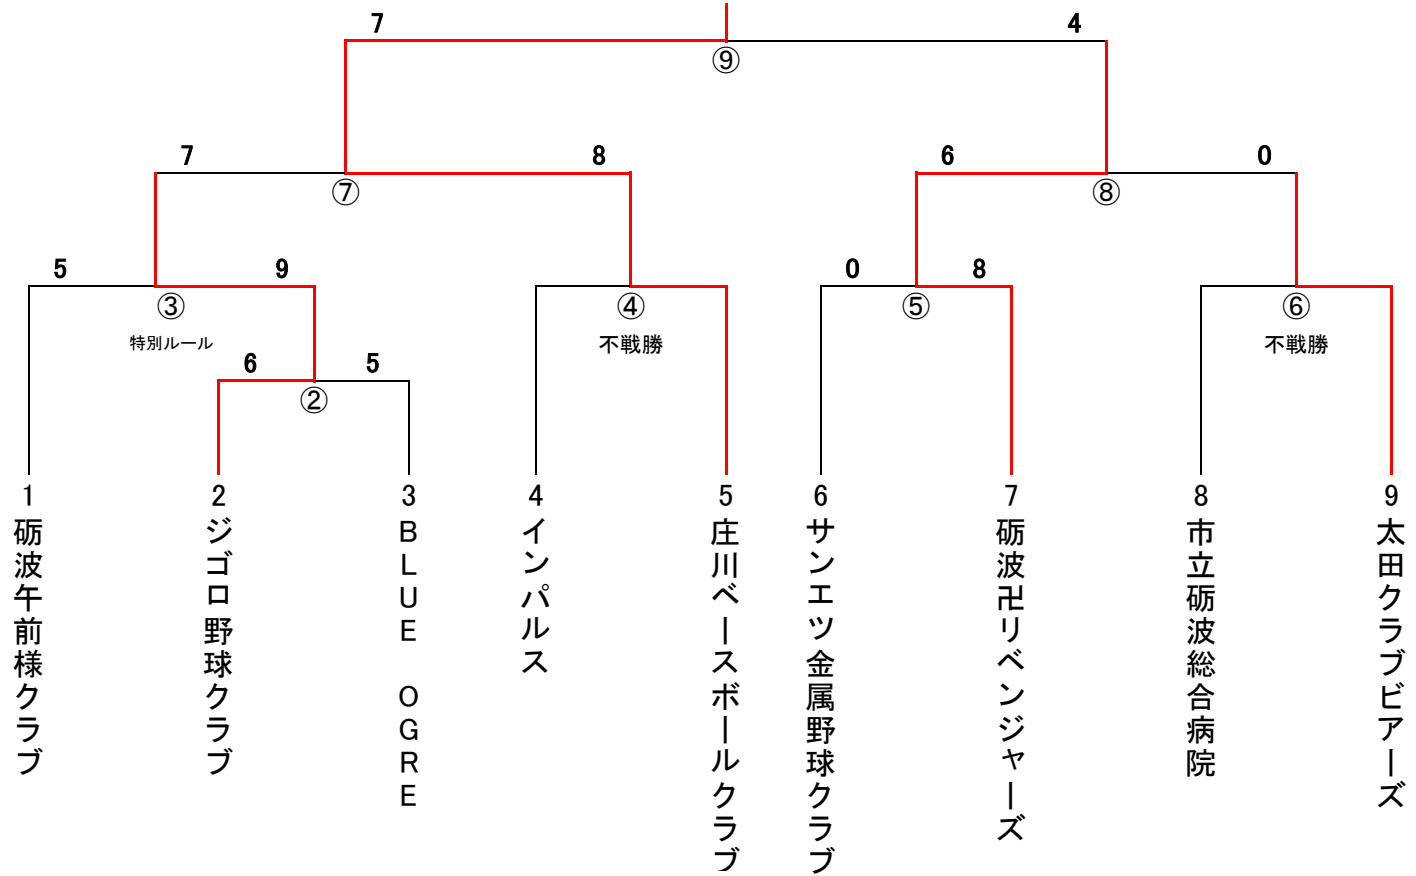 7 4
⑨
7 8 6 0
⑦ ⑧
5 9 0 8
③ ④ ⑤ ⑥
特別ルール 不戦勝 不戦勝
6 5
②
1 砺波午前様クラブ
2 ジゴロ野球クラブ
3 BLUE OGRE
4 インパルス
5 庄川ベースボールクラブ
6 サンエツ金属野球クラブ
7 砺波卍リベンジャーズ
8 市立砺波総合病院
9 太田クラブビアーズ